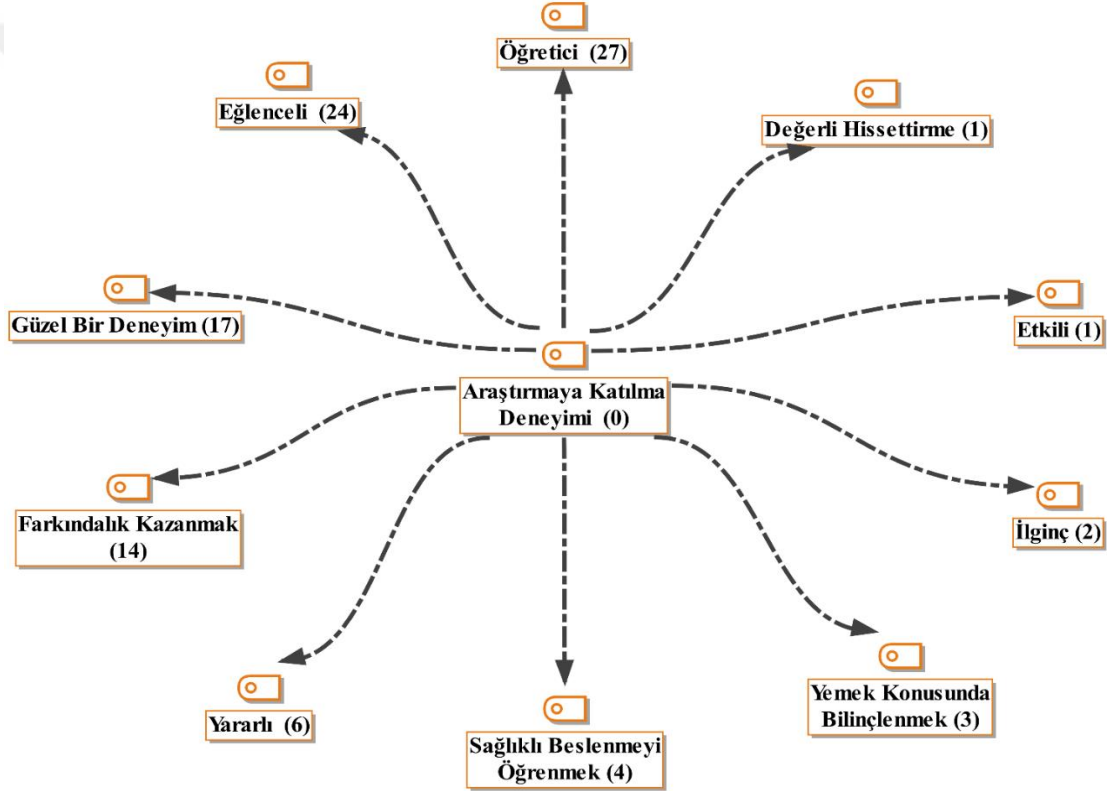 Öğretici (27)
Eğlenceli (24)
Değerli Hissettirme (1)
Güzel Bir Deneyim (17)
Etkili (1)
Araştırmaya Katılma
Deneyimi (0)
Farkındalık Kazanmak
(14)
İlginç (2)
Yararlı (6)
Sağlıklı Beslenmeyi
Öğrenmek (4)
Yemek Konusunda
Bilinçlenmek (3)